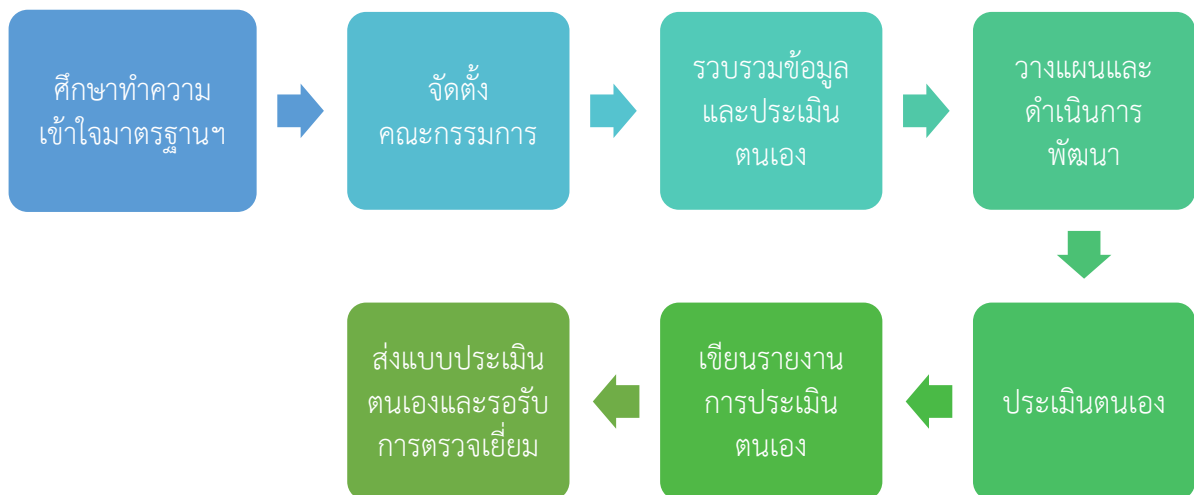 ศึกษาทำความ
เข้าใจมาตรฐานฯ
จัดตั้ง
คณะกรรมการ
รวบรวมข้อมูล
และประเมิน
ตนเอง
วางแผนและ
ดำเนินการ
พัฒนา
ประเมินตนเอง
เขียนรายงาน
การประเมิน
ตนเอง
ส่งแบบประเมิน
ตนเองและรอรับ
การตรวจเยี่ยม